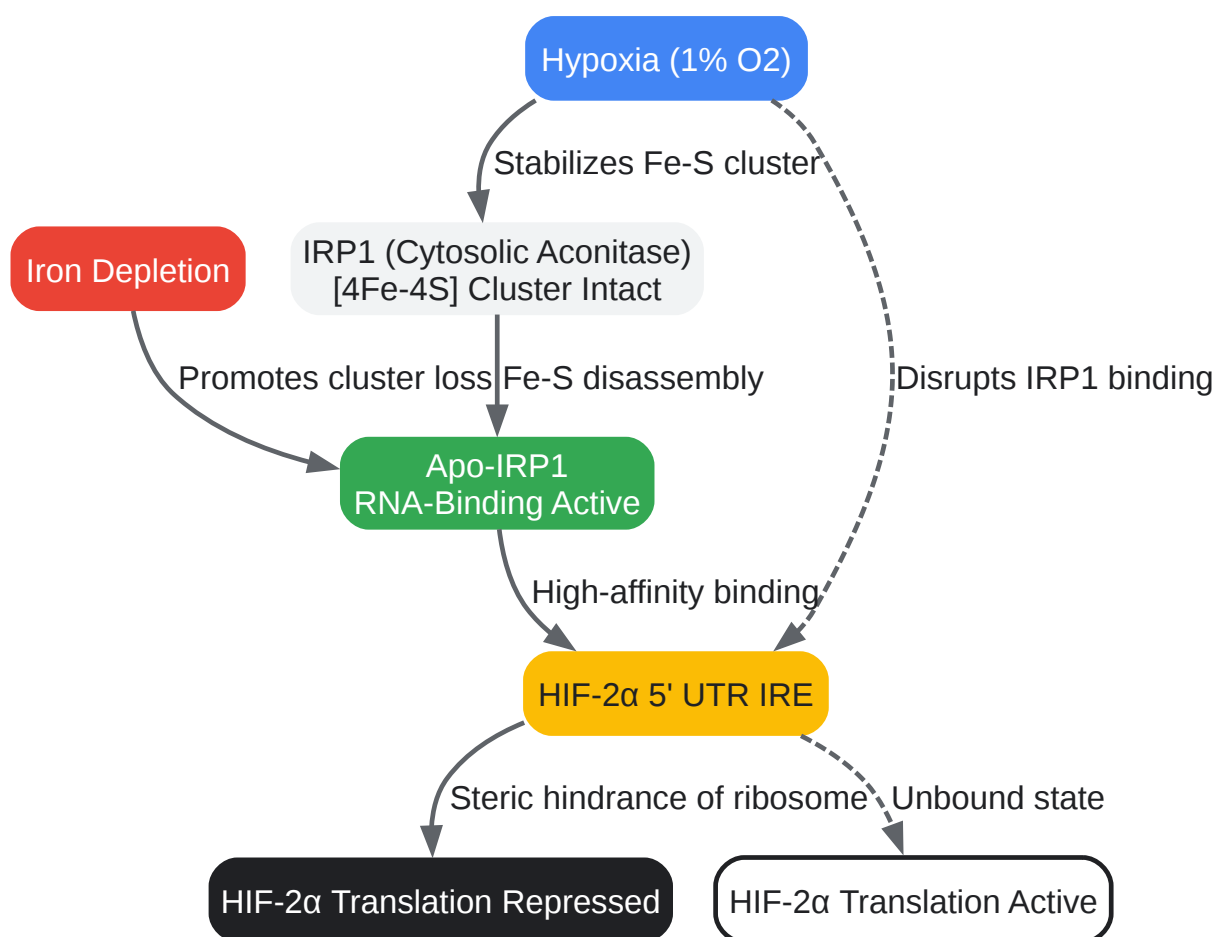 Hypoxia (1% O2)
Stabilizes Fe-S cluster
Iron Depletion
IRP1 (Cytosolic Aconitase)
[4Fe-4S] Cluster Intact
Promotes cluster loss
Fe-S disassembly
Disrupts IRP1 binding
Apo-IRP1
RNA-Binding Active
High-affinity binding
HIF-2α 5' UTR IRE
Steric hindrance of ribosome
Unbound state
HIF-2α Translation Repressed
HIF-2α Translation Active